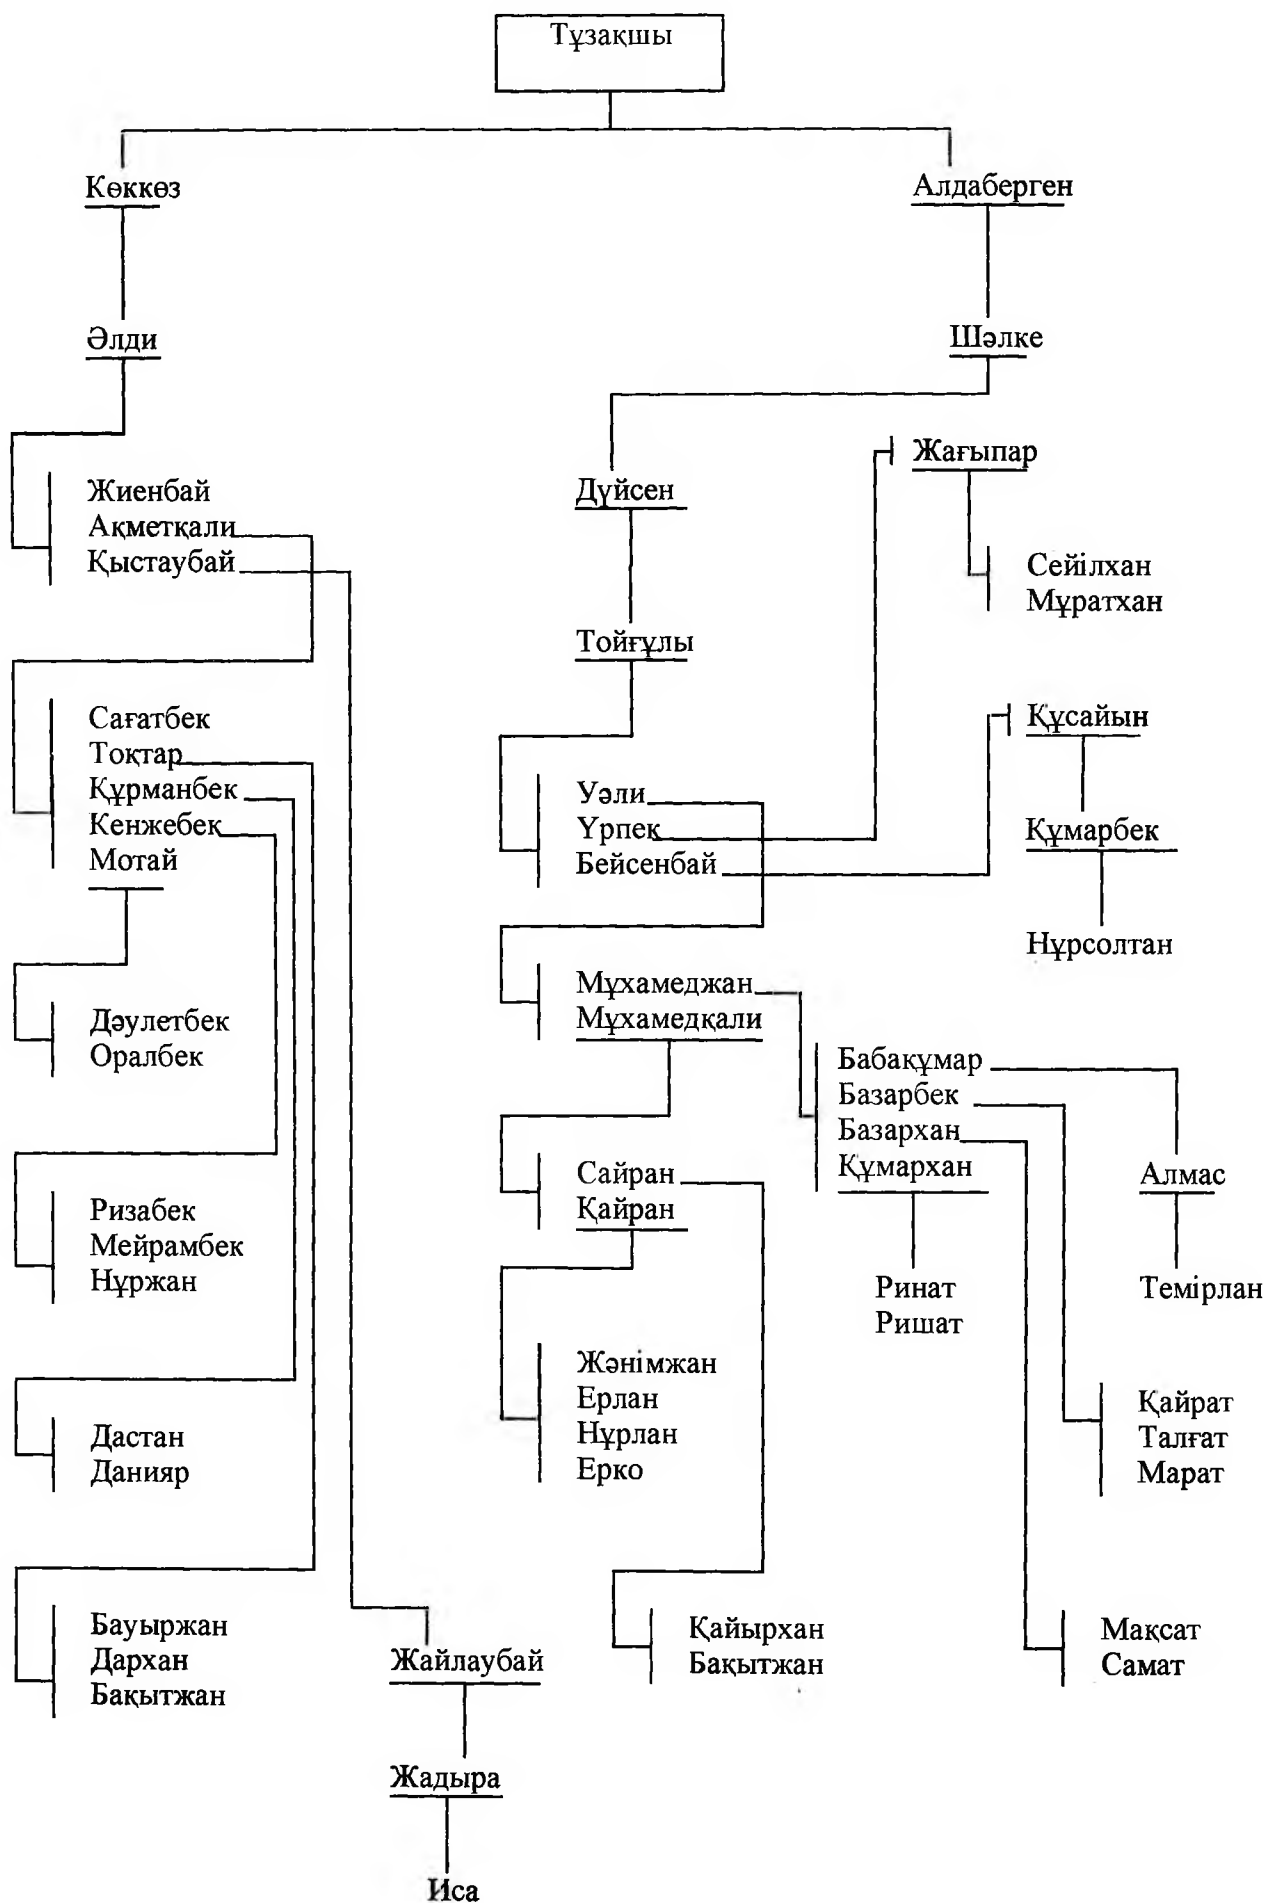 Тұзақшы
Көккөз
Алдаберген
Әлди
Шәлке
Жиенбай
Ақметқали
Қыстаубай
Дүйсен
Жағыпар
Сейілхан
Мұратхан
Тойғұлы
Сағатбек
Тоқтар
Құрманбек
Кенжебек
Мотай
Уәли
Үрпек
Бейсенбай
Құсайын
Құмарбек
Нұрсолтан
Дәулетбек
Оралбек
Мұхамеджан
Мұхамедқали
Бабақұмар
Базарбек
Базархан
Құмархан
Алмас
Темірлан
Ризабек
Мейрамбек
Нұржан
Сайран
Қайран
Ринат
Ришат
Жәнімжан
Ерлан
Нұрлан
Ерко
Қайрат
Талғат
Марат
Дастан
Данияр
Бауыржан
Дархан
Бақытжан
Жайлаубай
Жадыра
Иса
Қайырхан
Бақытжан
Мақсат
Самат